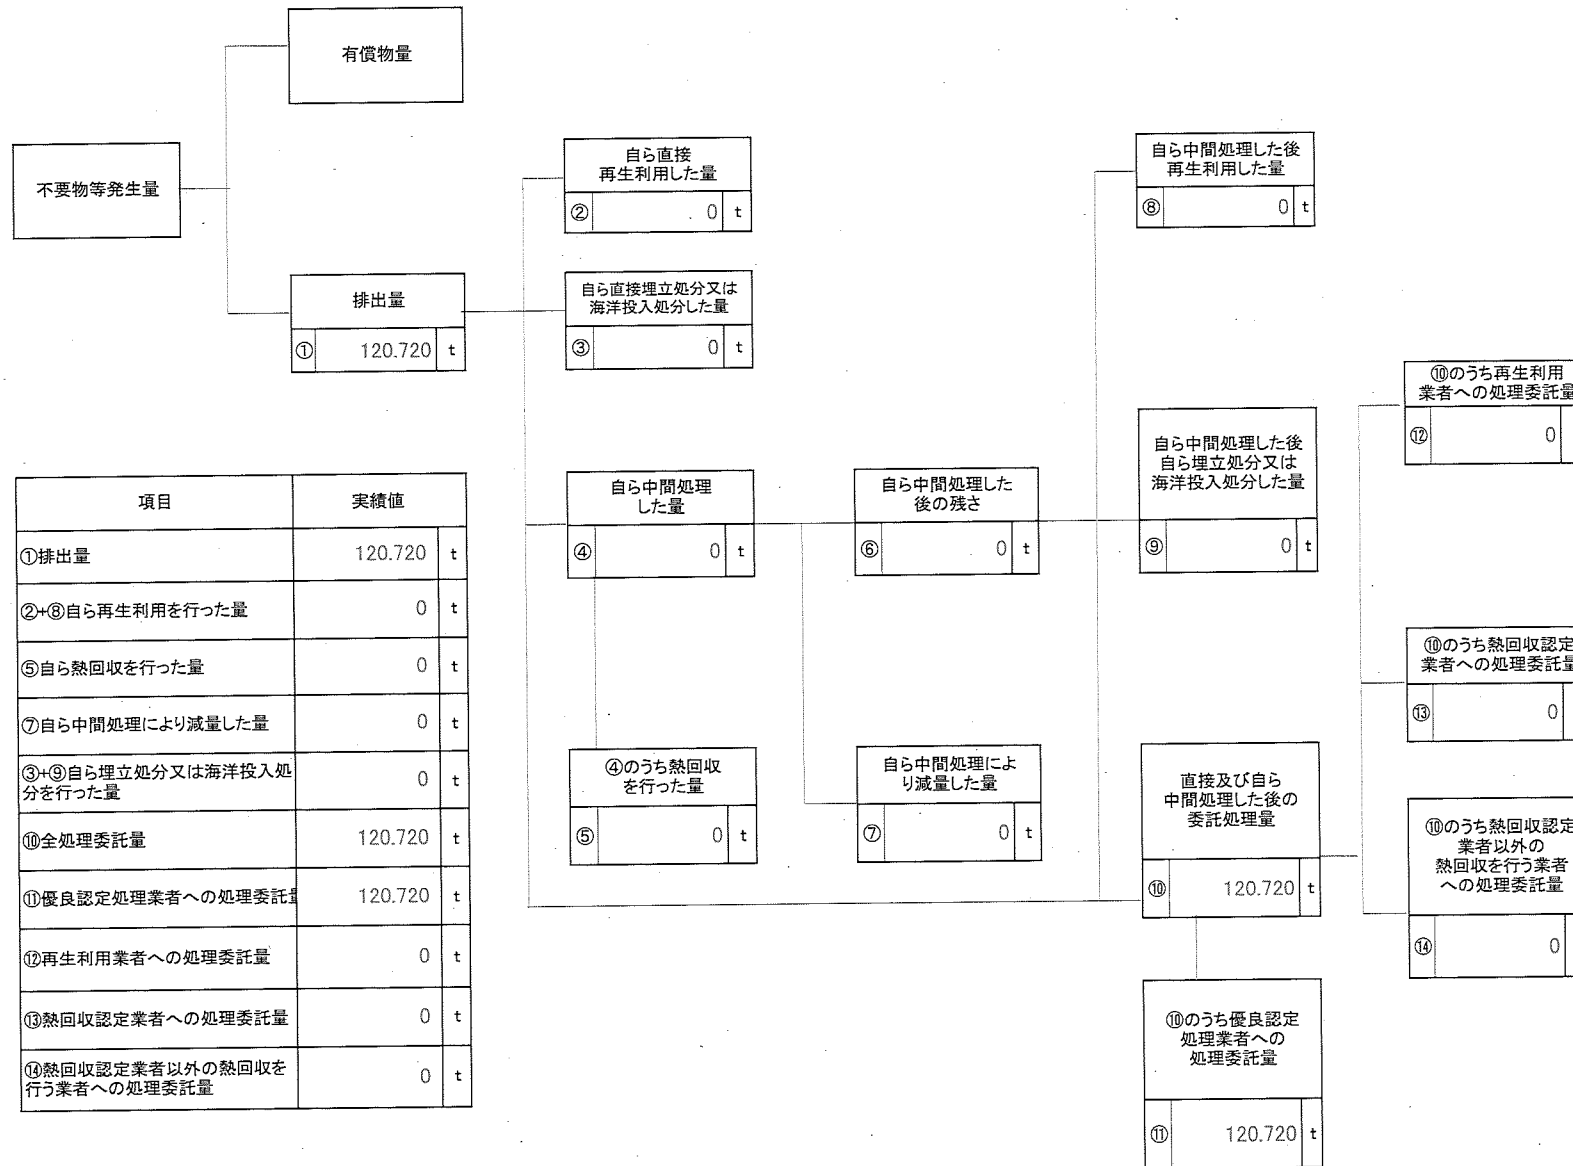 有償物量
不要物等発生量
排出量
① 120.720 t
自ら直接
再生利用した量
② 0 t
自ら直接埋立処分又は
海洋投入処分した量
③ 0 t
自ら中間処理
した量
④ 0 t
④のうち熱回収
を行った量
⑤ 0 t
自ら中間処理した
後の残さ
⑥ 0 t
自ら中間処理によ
り減量した量
⑦ 0 t
自ら中間処理した後
再生利用した量
⑧ 0 t
自ら中間処理した後
自ら埋立処分又は
海洋投入処分した量
⑨ 0 t
直接及び自ら
中間処理した後の
委託処理量
⑩ 120.720 t
⑩のうち優良認定
処理業者への
処理委託量
⑪ 120.720 t
⑩のうち再生利用
業者への処理委託量
⑫ 0
⑩のうち熱回収認定
業者への処理委託量
⑬ 0
⑩のうち熱回収認定
業者以外の
熱回収を行う業者
への処理委託量
⑭ 0
項目 実績値
①排出量 120.720 t
②+⑧自ら再生利用を行った量 0 t
⑤自ら熱回収を行った量 0 t
⑦自ら中間処理により減量した量 0 t
③+⑨自ら埋立処分又は海洋投入処
分を行った量 0 t
⑩全処理委託量 120.720 t
⑪優良認定処理業者への処理委託量 120.720 t
⑫再生利用業者への処理委託量 0 t
⑬熱回収認定業者への処理委託量 0 t
⑭熱回収認定業者以外の熱回収を
行う業者への処理委託量 0 t